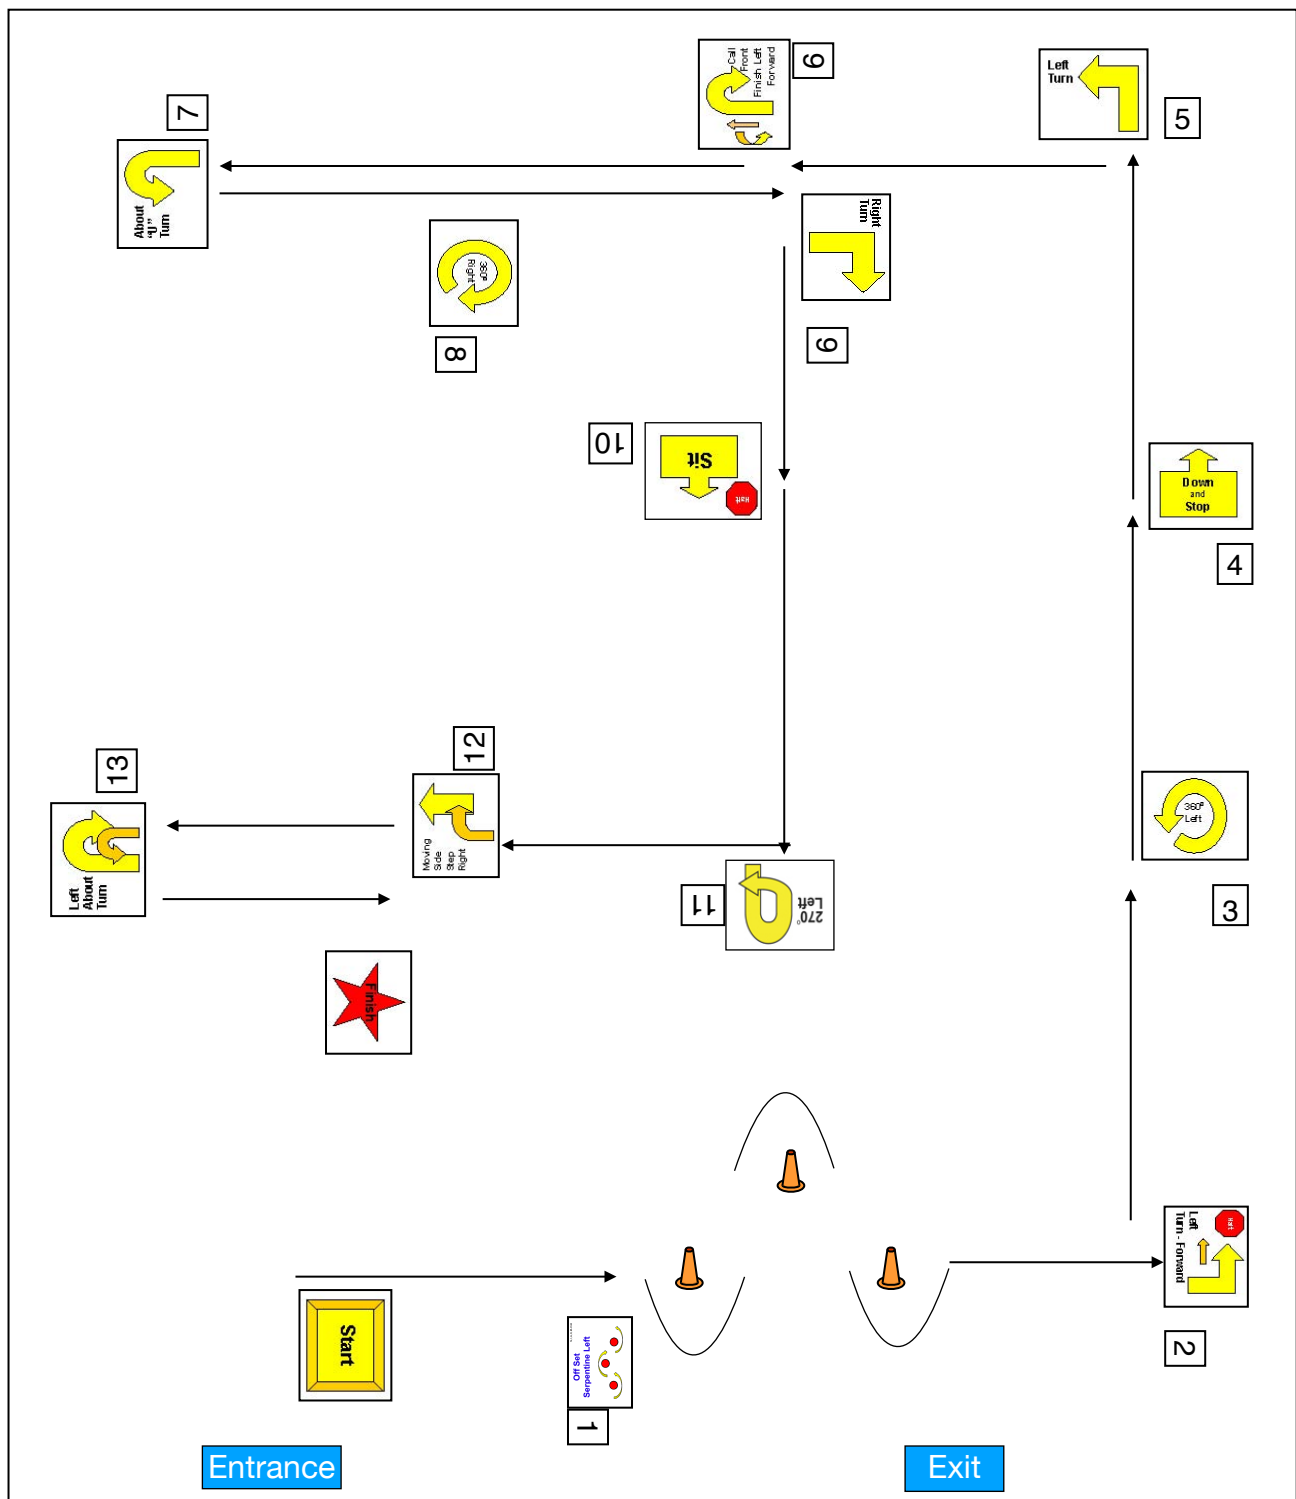 Call
Front
Finish Left
Forward
6
Left
Turn
5
7
About
"U"
Turn
360º
Right
8
Right
Turn
9
10
Sit
Halt
Down
and
Stop
4
12
Moving
Side
Step
Right
13
Left
About
Turn
360º
Left
3
11
270°
Left
Finish
Start
Off Set
Serpentine Left
1
Halt
Left
Turn - Forward
2
Entrance
Exit